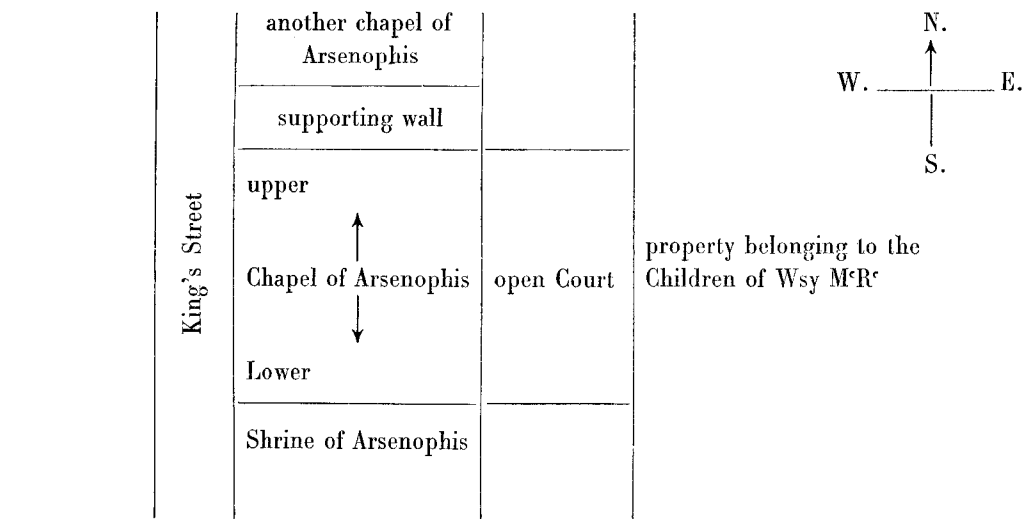 another chapel of
Arsenophis
supporting wall
N.
W.
E.
S.
King's Street
upper
Chapel of Arsenophis
Lower
open Court
property belonging to the
Children of Wsy MꜥRꜥ
Shrine of Arsenophis